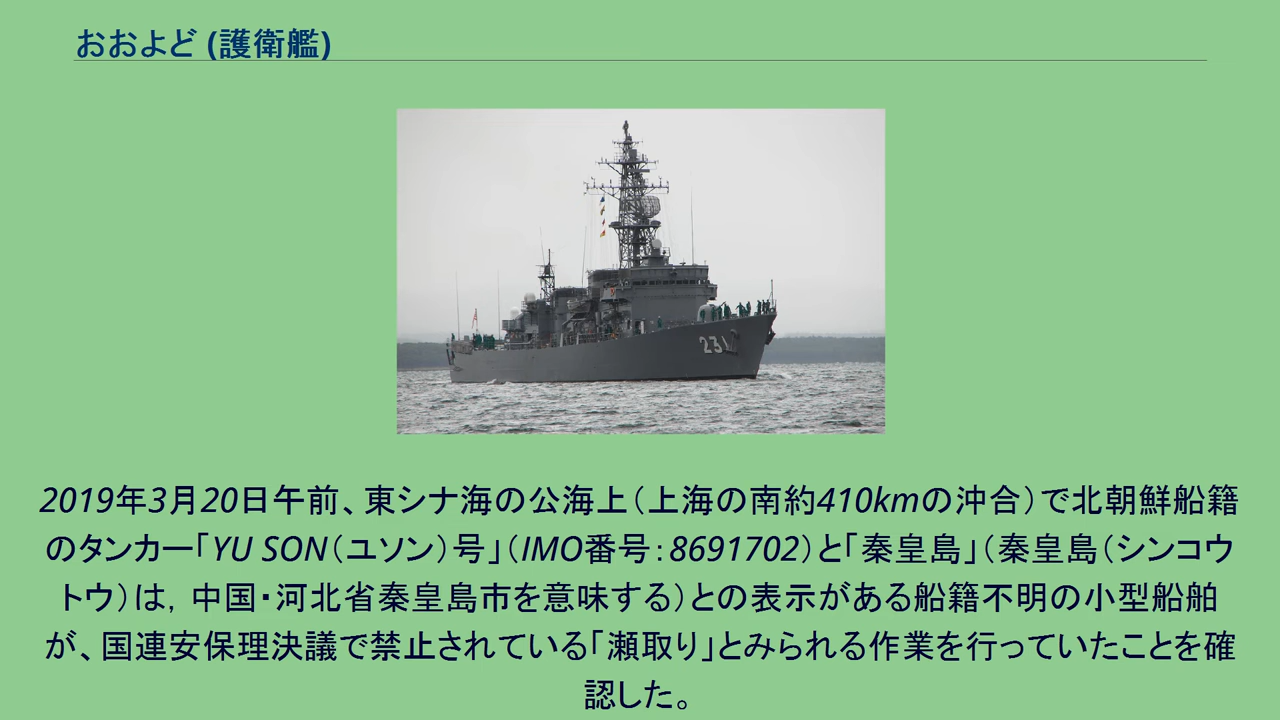 おおよど (護衛艦)
231
2019年3月20日午前、東シナ海の公海上（上海の南約410kmの沖合）で北朝鮮船籍
のタンカー「YU SON（ユソン）号」（IMO番号：8691702）と「秦皇島」（秦皇島（シンコウ
トウ）は，中国・河北省秦皇島市を意味する）との表示がある船籍不明の小型船舶
が、国連安保理決議で禁止されている「瀬取り」とみられる作業を行っていたことを確
認した。